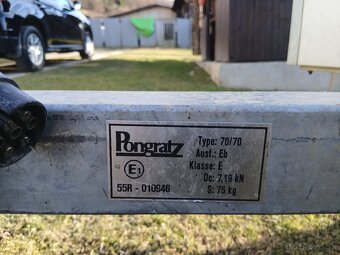 Pongratz
E1
55R - 010946
Type: 70/70
Ausf.: Eb
Klasse: E
Dc: 7,19 kN
S: 75 kg